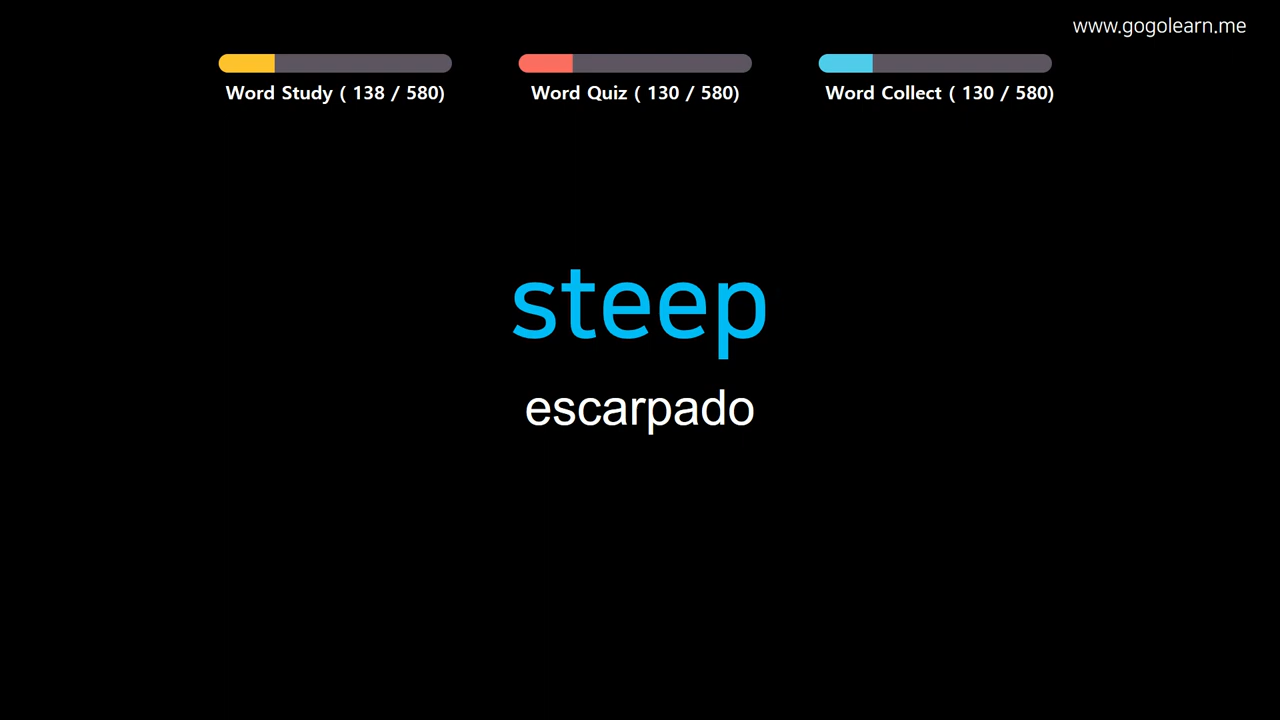 www.gogolearn.me
Word Study ( 138 / 580)
Word Quiz ( 130 / 580)
Word Collect ( 130 / 580)
steep
escarpado